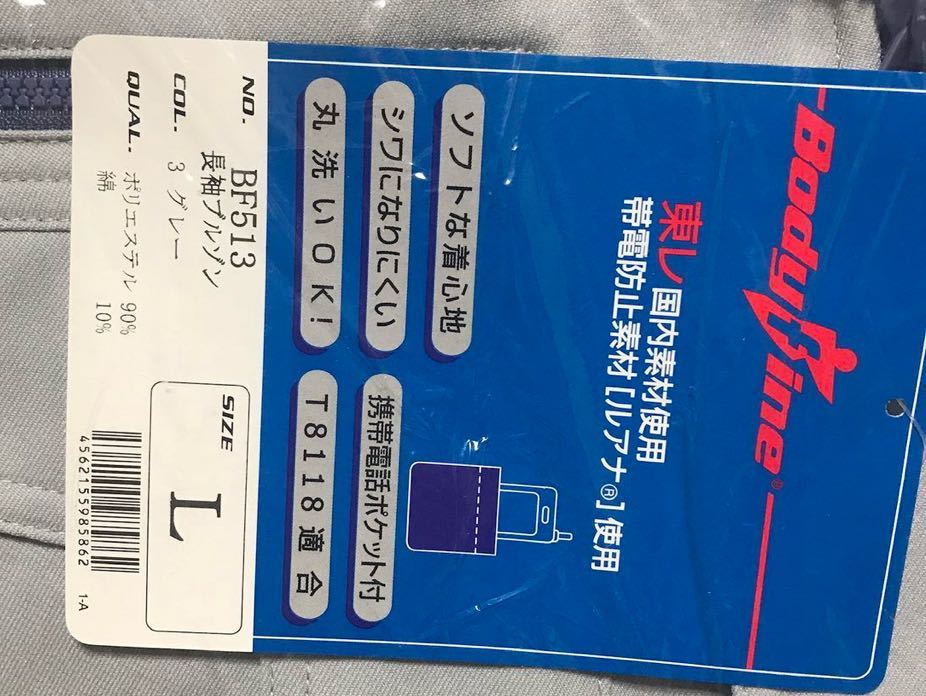 BodyLine®
東レ国内素材使用
帯電防止素材[ルアナ®]使用
ソフトな着心地
シワになりにくい
携帯電話ポケット付
丸洗いOK!
T8118適合
NO. BF513
長袖ブルゾン
COL. 3 グレー
QUAL. ポリエステル 90%
綿 10%
SIZE
L
4562155985862
1-A